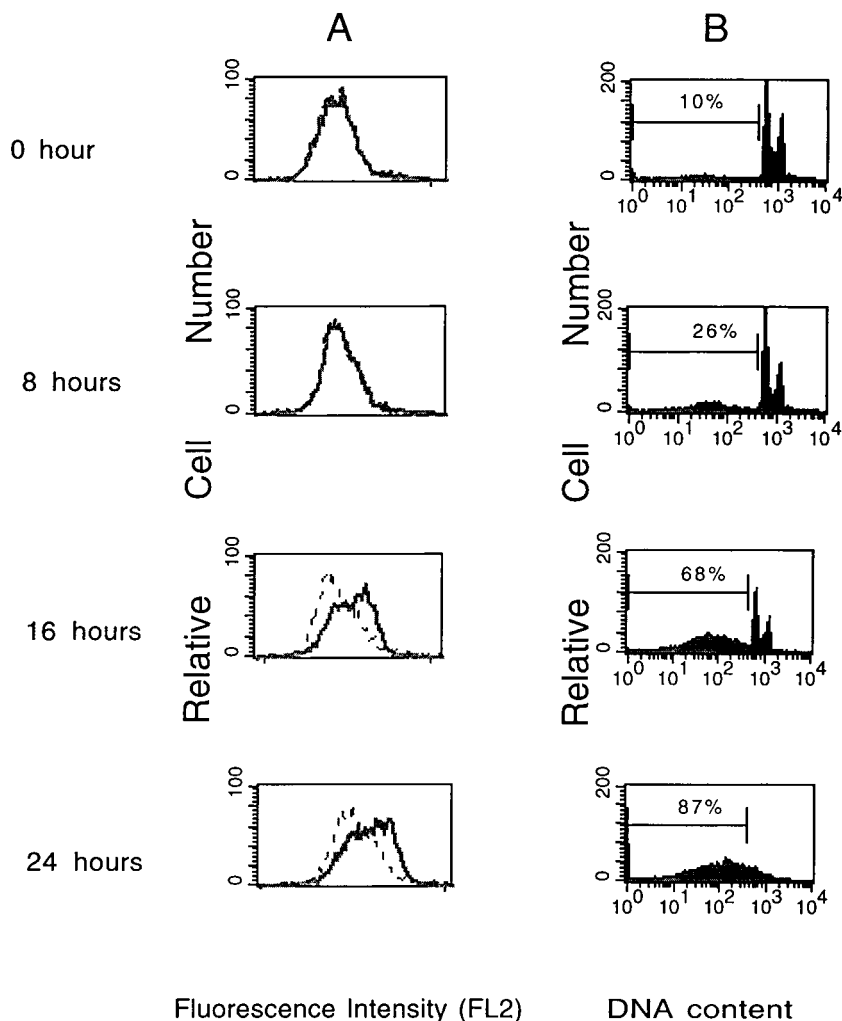 A
B
0 hour
100
0
200
0
10%
10^0 10^1 10^2 10^3 10^4
8 hours
100
0
200
0
26%
10^0 10^1 10^2 10^3 10^4
16 hours
100
0
200
0
68%
10^0 10^1 10^2 10^3 10^4
24 hours
100
0
200
0
87%
10^0 10^1 10^2 10^3 10^4
Relative Cell Number
Relative Cell Number
Fluorescence Intensity (FL2)
DNA content